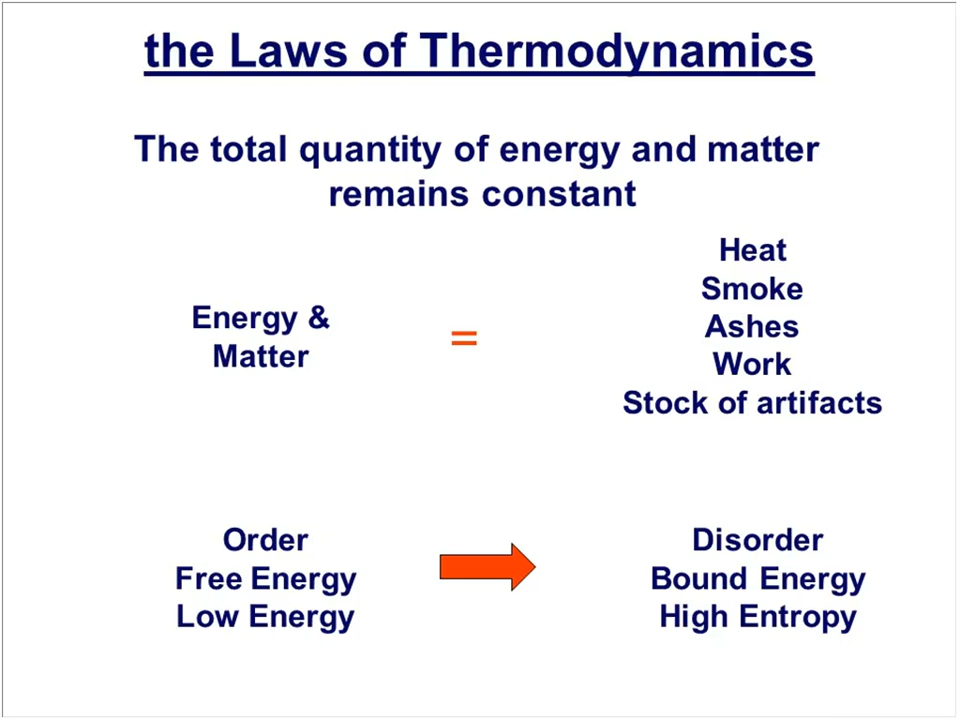 the Laws of Thermodynamics
The total quantity of energy and matter
remains constant
Energy &
Matter
=
Heat
Smoke
Ashes
Work
Stock of artifacts
Order
Free Energy
Low Energy
Disorder
Bound Energy
High Entropy